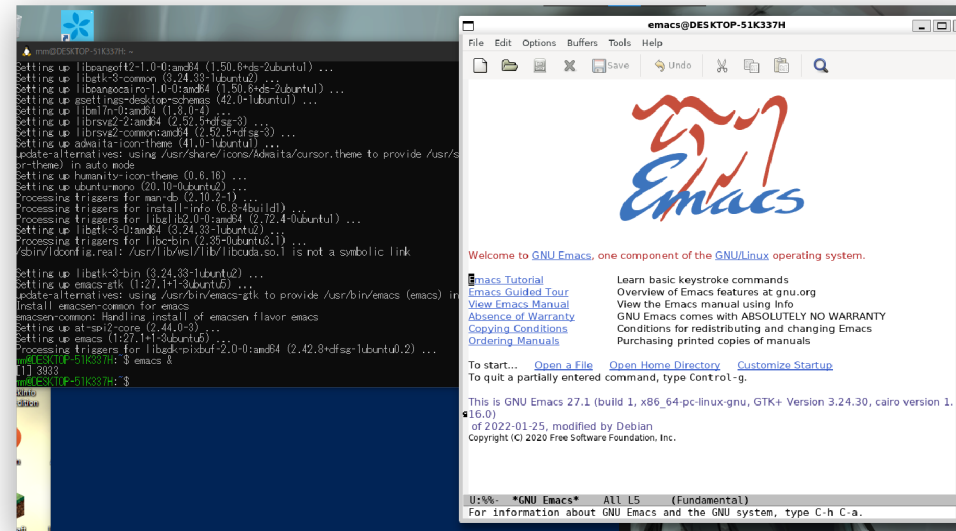 mm@DESKTOP-51K337H: ~
Setting up libpangoft2-1.0-0:amd64 (1.50.6+ds-2ubuntu1) ...
Setting up libgtk-3-common (3.24.33-1ubuntu2) ...
Setting up libpangocairo-1.0-0:amd64 (1.50.6+ds-2ubuntu1) ...
Setting up gsettings-desktop-schemas (42.0-1ubuntu1) ...
Setting up libm17n-0:amd64 (1.8.0-4) ...
Setting up librsvg2-2:amd64 (2.52.5+dfsg-3) ...
Setting up librsvg2-common:amd64 (2.52.5+dfsg-3) ...
Setting up adwaita-icon-theme (41.0-1ubuntu1) ...
update-alternatives: using /usr/share/icons/Adwaita/cursor.theme to provide /usr/s
or-theme) in auto mode
Setting up humanity-icon-theme (0.6.16) ...
Setting up ubuntu-mono (20.10-0ubuntu2) ...
Processing triggers for man-db (2.10.2-1) ...
Processing triggers for install-info (6.8-4build1) ...
Processing triggers for libglib2.0-0:amd64 (2.72.4-0ubuntu1) ...
Setting up libgtk-3-0:amd64 (3.24.33-1ubuntu2) ...
Processing triggers for libc-bin (2.35-0ubuntu3.1) ...
/sbin/ldconfig.real: /usr/lib/wsl/lib/libcuda.so.1 is not a symbolic link
Setting up libgtk-3-bin (3.24.33-1ubuntu2) ...
Setting up emacs-gtk (1:27.1+1-3ubuntu5) ...
update-alternatives: using /usr/bin/emacs-gtk to provide /usr/bin/emacs (emacs) in
Install emacsen-common for emacs
emacsen-common: Handling install of emacsen flavor emacs
Setting up at-spi2-core (2.44.0-3) ...
Setting up emacs (1:27.1+1-3ubuntu5) ...
Processing triggers for libgdk-pixbuf-2.0-0:amd64 (2.42.8+dfsg-1ubuntu0.2) ...
mm@DESKTOP-51K337H:~$ emacs &
[1] 3933
mm@DESKTOP-51K337H:~$
emacs@DESKTOP-51K337H
File Edit Options Buffers Tools Help
Save Undo
Emacs
Welcome to GNU Emacs, one component of the GNU/Linux operating system.
Emacs Tutorial Learn basic keystroke commands
Emacs Guided Tour Overview of Emacs features at gnu.org
View Emacs Manual View the Emacs manual using Info
Absence of Warranty GNU Emacs comes with ABSOLUTELY NO WARRANTY
Copying Conditions Conditions for redistributing and changing Emacs
Ordering Manuals Purchasing printed copies of manuals
To start... Open a File Open Home Directory Customize Startup
To quit a partially entered command, type Control-g.
This is GNU Emacs 27.1 (build 1, x86_64-pc-linux-gnu, GTK+ Version 3.24.30, cairo version 1.
16.0)
of 2022-01-25, modified by Debian
Copyright (C) 2020 Free Software Foundation, Inc.
U:%%- *GNU Emacs* All L5 (Fundamental)
For information about GNU Emacs and the GNU system, type C-h C-a.